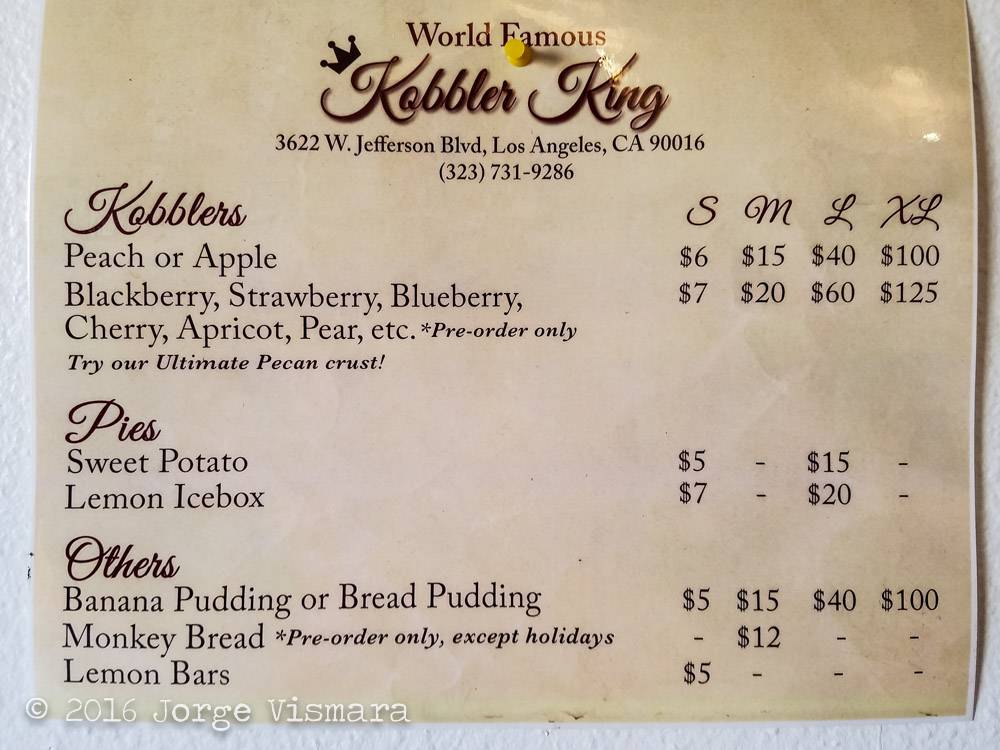 World Famous
Kobbler King
3622 W. Jefferson Blvd, Los Angeles, CA 90016
(323) 731-9286
Kobblers S M L XL
Peach or Apple $6 $15 $40 $100
Blackberry, Strawberry, Blueberry, $7 $20 $60 $125
Cherry, Apricot, Pear, etc. *Pre-order only
Try our Ultimate Pecan crust!
Pies
Sweet Potato $5 - $15 -
Lemon Icebox $7 - $20 -
Others
Banana Pudding or Bread Pudding $5 $15 $40 $100
Monkey Bread *Pre-order only, except holidays - $12 - -
Lemon Bars $5 - - -
© 2016 Jorge Vismara